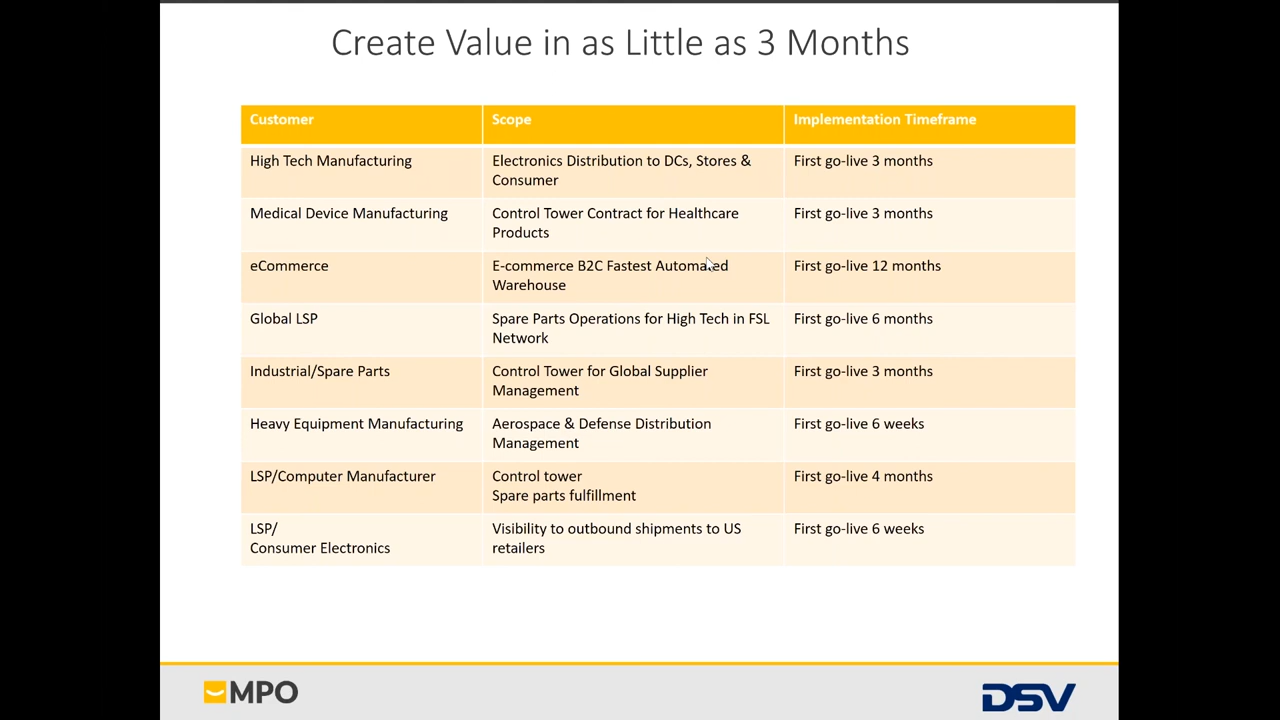 Create Value in as Little as 3 Months
Customer Scope Implementation Timeframe
High Tech Manufacturing Electronics Distribution to DCs, Stores & First go-live 3 months
Consumer
Medical Device Manufacturing Control Tower Contract for Healthcare First go-live 3 months
Products
eCommerce E-commerce B2C Fastest Automated First go-live 12 months
Warehouse
Global LSP Spare Parts Operations for High Tech in FSL First go-live 6 months
Network
Industrial/Spare Parts Control Tower for Global Supplier First go-live 3 months
Management
Heavy Equipment Manufacturing Aerospace & Defense Distribution First go-live 6 weeks
Management
LSP/Computer Manufacturer Control tower First go-live 4 months
Spare parts fulfillment
LSP/ Visibility to outbound shipments to US First go-live 6 weeks
Consumer Electronics retailers
MPO DSV